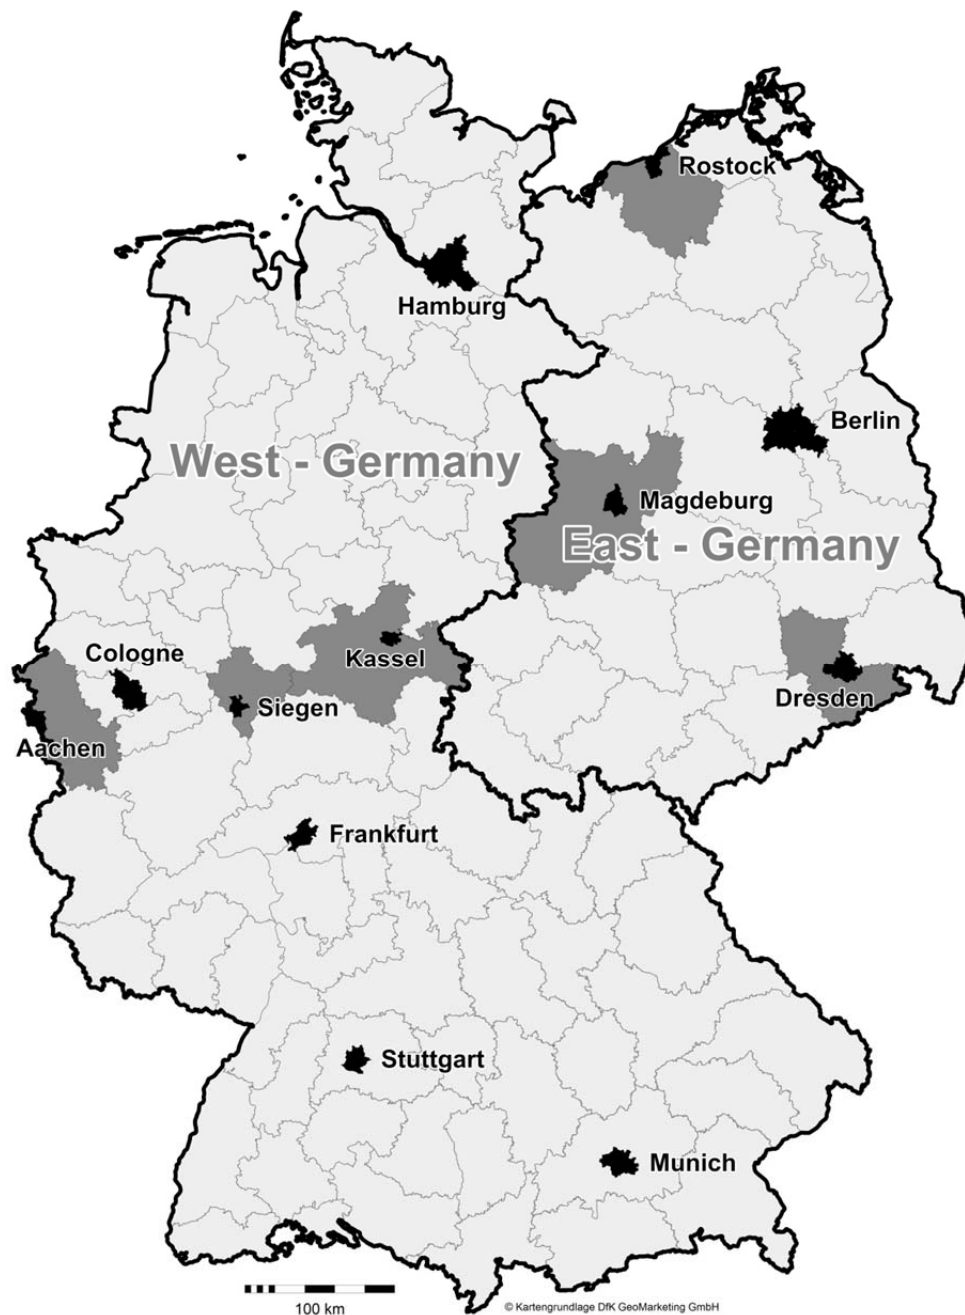 Rostock
Hamburg
Berlin
West - Germany
Magdeburg
East - Germany
Cologne
Kassel
Siegen
Dresden
Aachen
Frankfurt
Stuttgart
Munich
100 km
© Kartengrundlage DfK GeoMarketing GmbH